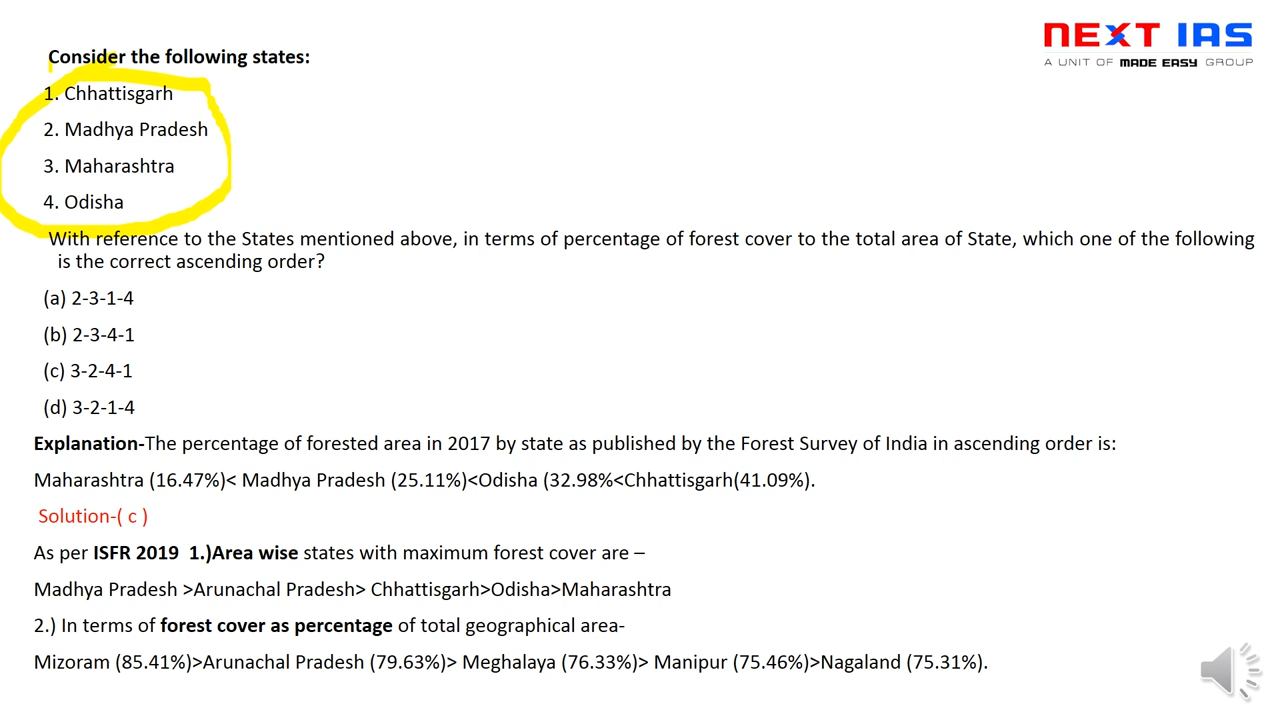 NEXT IAS
A UNIT OF MADE EASY GROUP
Consider the following states:
1. Chhattisgarh
2. Madhya Pradesh
3. Maharashtra
4. Odisha
With reference to the States mentioned above, in terms of percentage of forest cover to the total area of State, which one of the following
is the correct ascending order?
(a) 2-3-1-4
(b) 2-3-4-1
(c) 3-2-4-1
(d) 3-2-1-4
Explanation-The percentage of forested area in 2017 by state as published by the Forest Survey of India in ascending order is:
Maharashtra (16.47%)< Madhya Pradesh (25.11%)<Odisha (32.98%<Chhattisgarh(41.09%).
Solution-( c )
As per ISFR 2019 1.)Area wise states with maximum forest cover are –
Madhya Pradesh >Arunachal Pradesh> Chhattisgarh>Odisha>Maharashtra
2.) In terms of forest cover as percentage of total geographical area-
Mizoram (85.41%)>Arunachal Pradesh (79.63%)> Meghalaya (76.33%)> Manipur (75.46%)>Nagaland (75.31%).